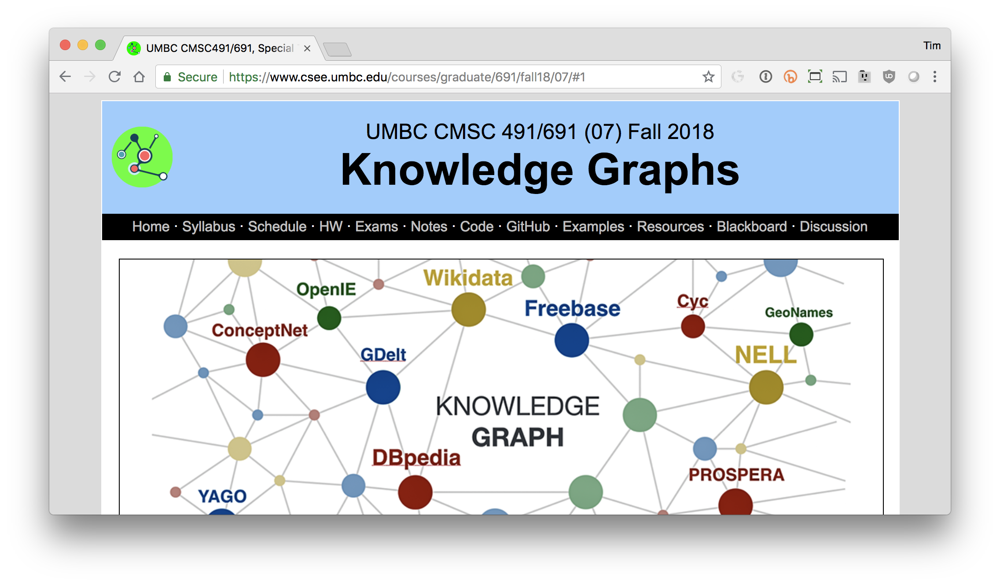 UMBC CMSC491/691, Special
Tim
Secure https://www.csee.umbc.edu/courses/graduate/691/fall18/07/#1
UMBC CMSC 491/691 (07) Fall 2018
Knowledge Graphs
Home · Syllabus · Schedule · HW · Exams · Notes · Code · GitHub · Examples · Resources · Blackboard · Discussion
Wikidata
OpenIE
Freebase
Cyc
GeoNames
ConceptNet
GDelt
NELL
KNOWLEDGE
GRAPH
DBpedia
PROSPERA
YAGO